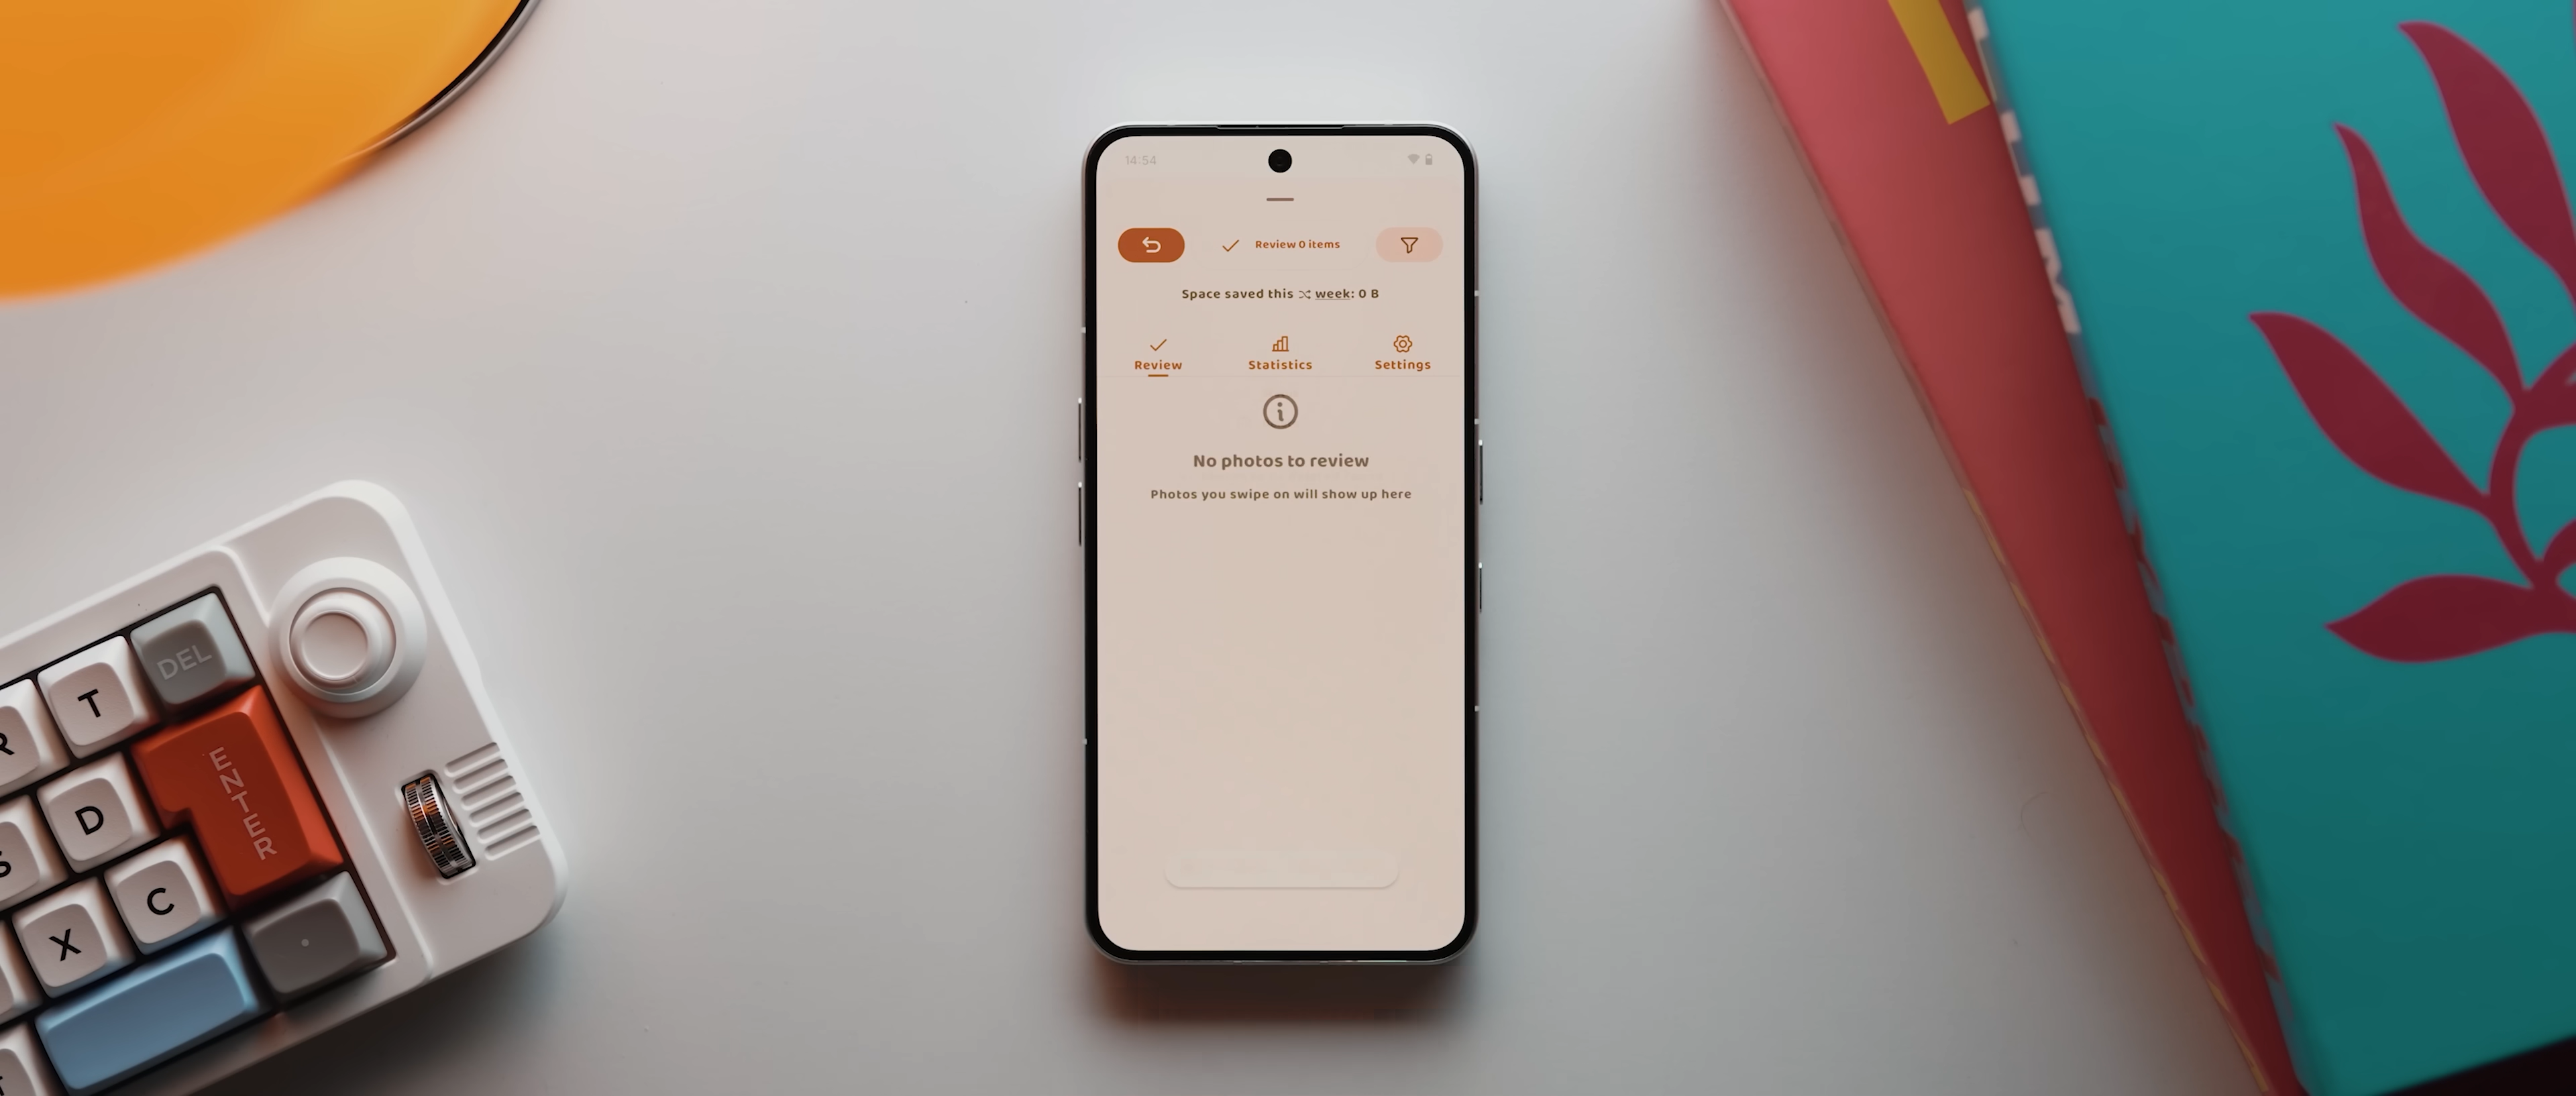 14:54
Review 0 items
Space saved this week: 0 B
Review
Statistics
Settings
No photos to review
Photos you swipe on will show up here
DEL
T
R
ENTER
D
S
C
X